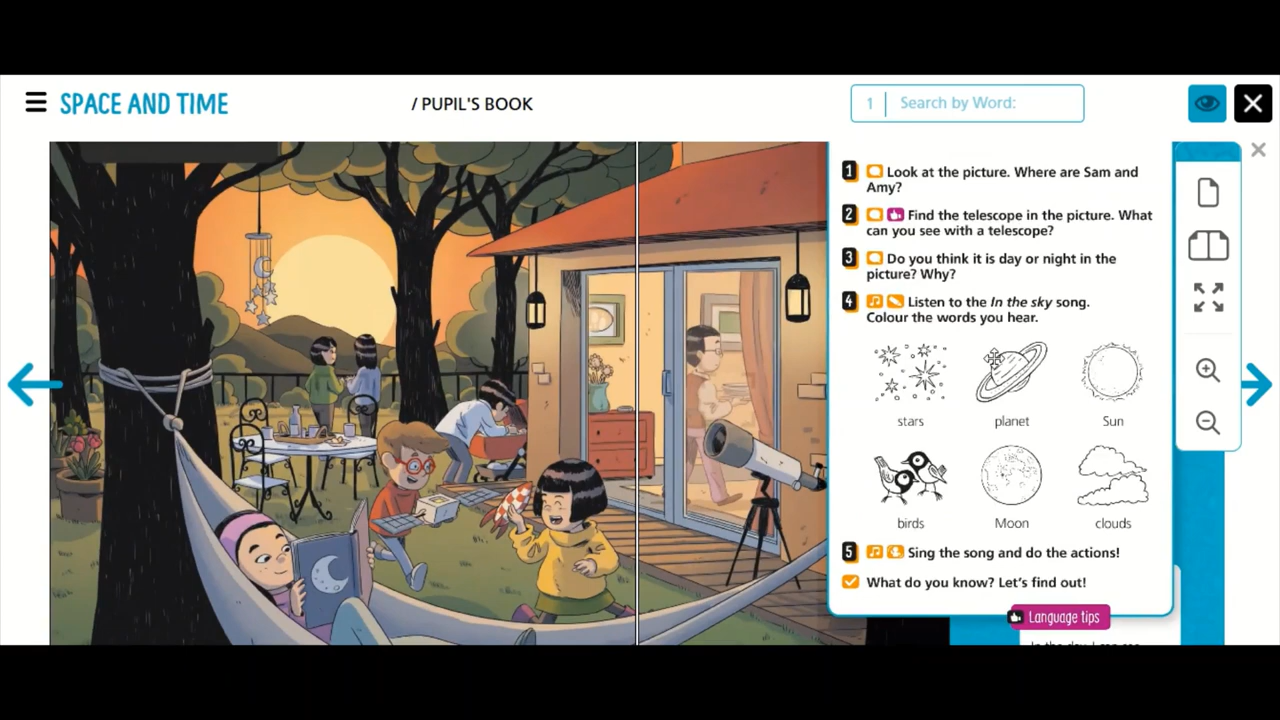 SPACE AND TIME
/ PUPIL'S BOOK
1
Search by Word:
1 Look at the picture. Where are Sam and
Amy?
2 Find the telescope in the picture. What
can you see with a telescope?
3 Do you think it is day or night in the
picture? Why?
4 Listen to the In the sky song.
Colour the words you hear.
stars planet Sun
birds Moon clouds
5 Sing the song and do the actions!
What do you know? Let's find out!
Language tips